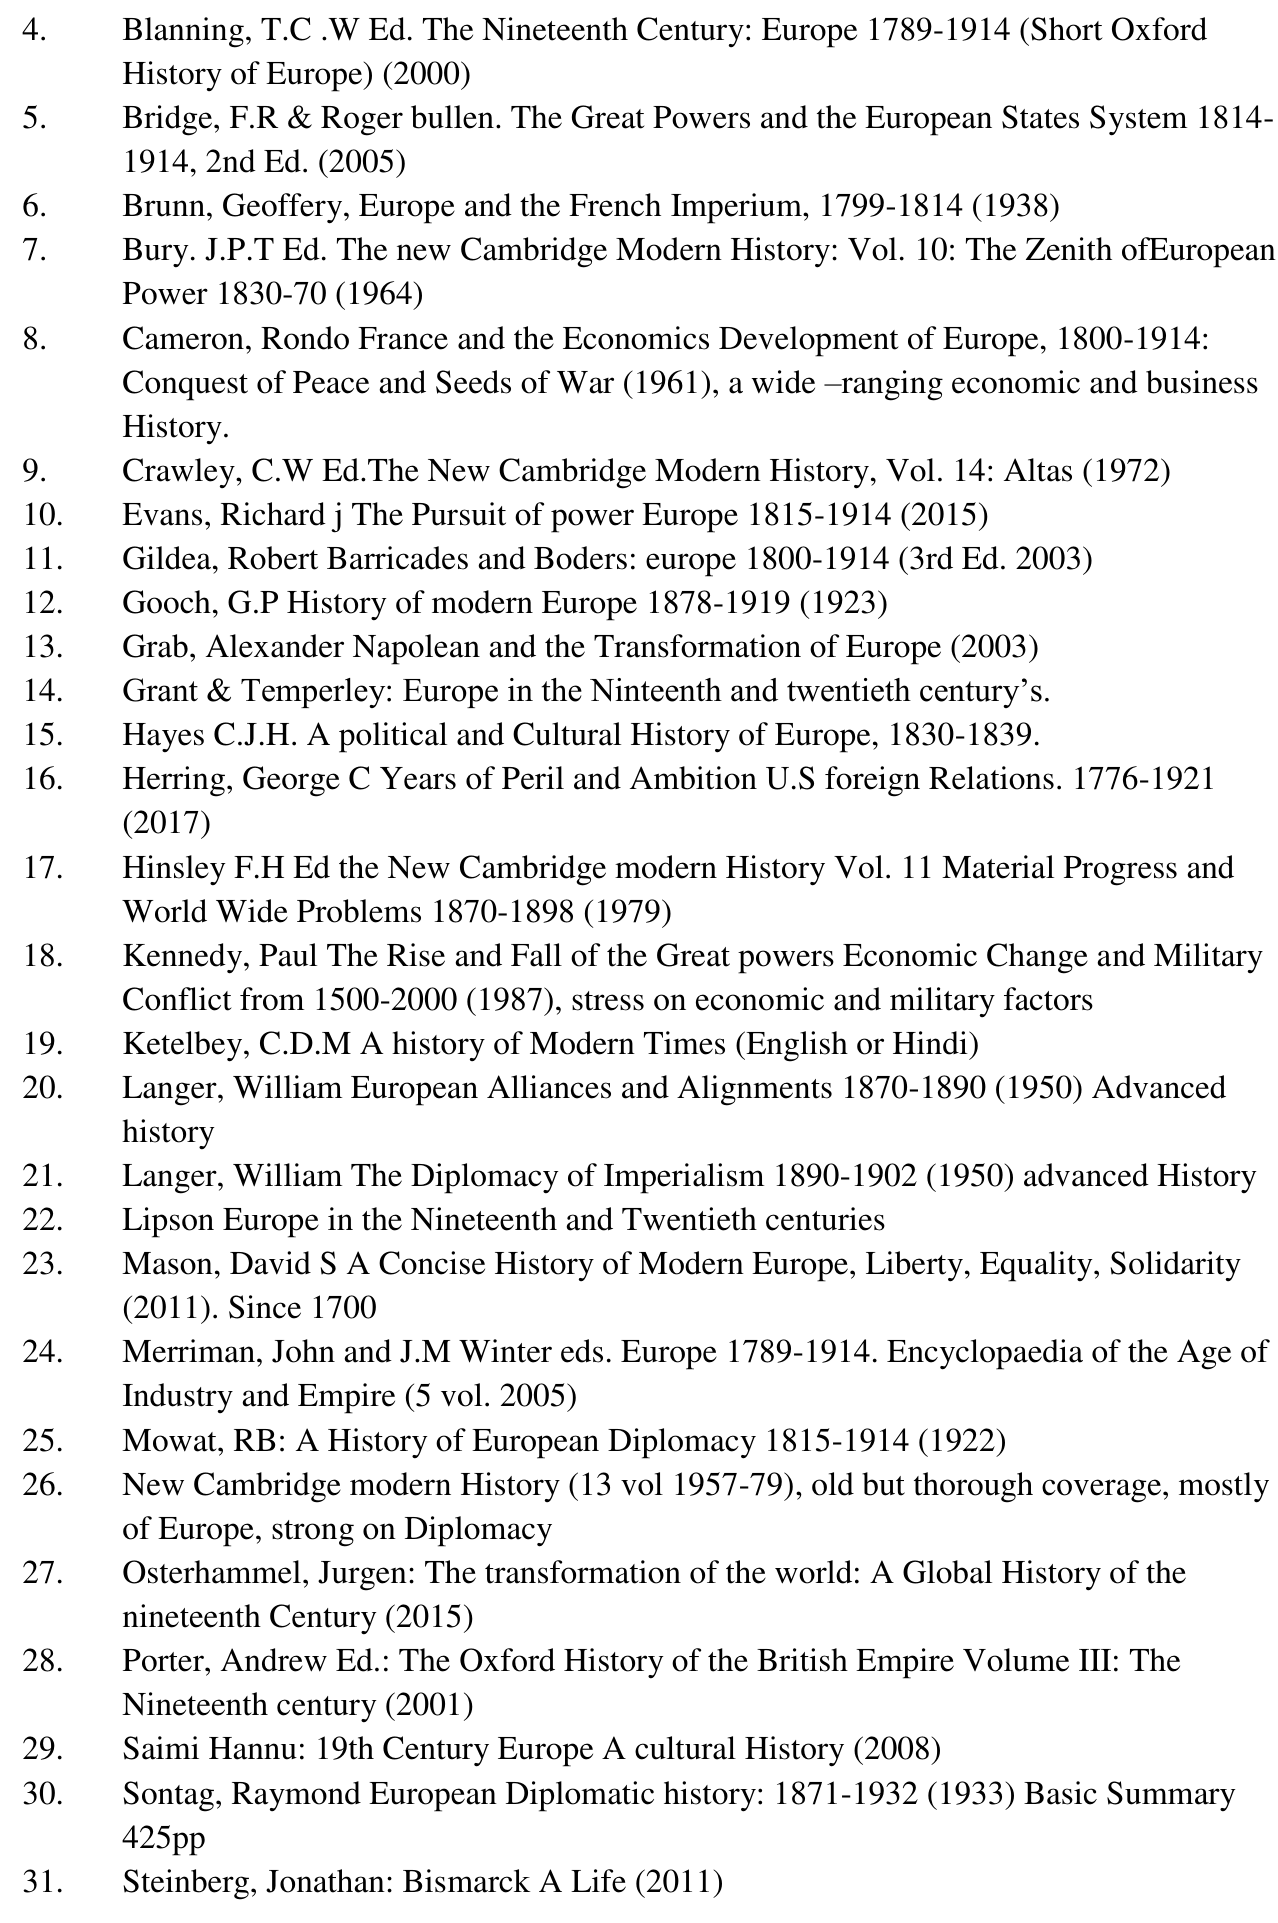 4. Blanning, T.C .W Ed. The Nineteenth Century: Europe 1789-1914 (Short Oxford
History of Europe) (2000)
5. Bridge, F.R & Roger bullen. The Great Powers and the European States System 1814-
1914, 2nd Ed. (2005)
6. Brunn, Geoffery, Europe and the French Imperium, 1799-1814 (1938)
7. Bury. J.P.T Ed. The new Cambridge Modern History: Vol. 10: The Zenith ofEuropean
Power 1830-70 (1964)
8. Cameron, Rondo France and the Economics Development of Europe, 1800-1914:
Conquest of Peace and Seeds of War (1961), a wide –ranging economic and business
History.
9. Crawley, C.W Ed.The New Cambridge Modern History, Vol. 14: Altas (1972)
10. Evans, Richard j The Pursuit of power Europe 1815-1914 (2015)
11. Gildea, Robert Barricades and Boders: europe 1800-1914 (3rd Ed. 2003)
12. Gooch, G.P History of modern Europe 1878-1919 (1923)
13. Grab, Alexander Napolean and the Transformation of Europe (2003)
14. Grant & Temperley: Europe in the Ninteenth and twentieth century’s.
15. Hayes C.J.H. A political and Cultural History of Europe, 1830-1839.
16. Herring, George C Years of Peril and Ambition U.S foreign Relations. 1776-1921
(2017)
17. Hinsley F.H Ed the New Cambridge modern History Vol. 11 Material Progress and
World Wide Problems 1870-1898 (1979)
18. Kennedy, Paul The Rise and Fall of the Great powers Economic Change and Military
Conflict from 1500-2000 (1987), stress on economic and military factors
19. Ketelbey, C.D.M A history of Modern Times (English or Hindi)
20. Langer, William European Alliances and Alignments 1870-1890 (1950) Advanced
history
21. Langer, William The Diplomacy of Imperialism 1890-1902 (1950) advanced History
22. Lipson Europe in the Nineteenth and Twentieth centuries
23. Mason, David S A Concise History of Modern Europe, Liberty, Equality, Solidarity
(2011). Since 1700
24. Merriman, John and J.M Winter eds. Europe 1789-1914. Encyclopaedia of the Age of
Industry and Empire (5 vol. 2005)
25. Mowat, RB: A History of European Diplomacy 1815-1914 (1922)
26. New Cambridge modern History (13 vol 1957-79), old but thorough coverage, mostly
of Europe, strong on Diplomacy
27. Osterhammel, Jurgen: The transformation of the world: A Global History of the
nineteenth Century (2015)
28. Porter, Andrew Ed.: The Oxford History of the British Empire Volume III: The
Nineteenth century (2001)
29. Saimi Hannu: 19th Century Europe A cultural History (2008)
30. Sontag, Raymond European Diplomatic history: 1871-1932 (1933) Basic Summary
425pp
31. Steinberg, Jonathan: Bismarck A Life (2011)